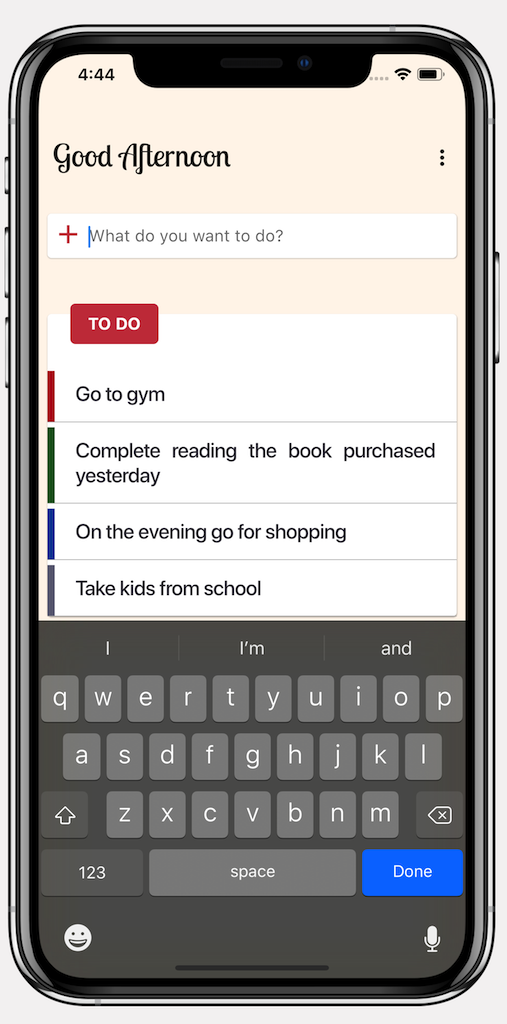 4:44
Good Afternoon
What do you want to do?
TO DO
Go to gym
Complete reading the book purchased
yesterday
On the evening go for shopping
Take kids from school
I I’m and
q w e r t y u i o p
a s d f g h j k l
z x c v b n m
123 space Done